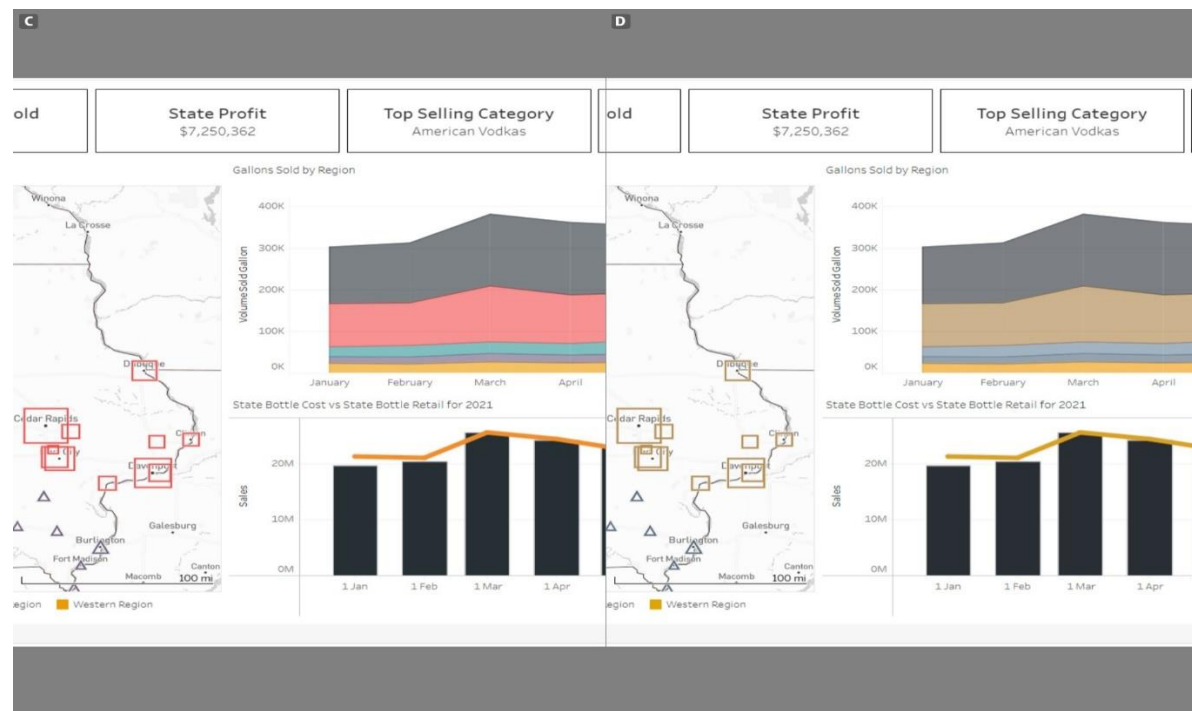 C
old
State Profit
$7,250,362
Top Selling Category
American Vodkas
Gallons Sold by Region
Winona
La Crosse
Dubuque
Cedar Rapids
Clinton
Davenport
Galesburg
Burlington
Fort Madison
Macomb
Canton
100 mi
Volume Sold Gallon
400K
300K
200K
100K
0K
January
February
March
April
State Bottle Cost vs State Bottle Retail for 2021
Sales
20M
10M
0M
1 Jan
1 Feb
1 Mar
1 Apr
egion
Western Region
D
old
State Profit
$7,250,362
Top Selling Category
American Vodkas
Gallons Sold by Region
Winona
La Crosse
Dubuque
Cedar Rapids
Clinton
Davenport
Galesburg
Burlington
Fort Madison
Macomb
Canton
100 mi
Volume Sold Gallon
400K
300K
200K
100K
0K
January
February
March
April
State Bottle Cost vs State Bottle Retail for 2021
Sales
20M
10M
0M
1 Jan
1 Feb
1 Mar
1 Apr
egion
Western Region